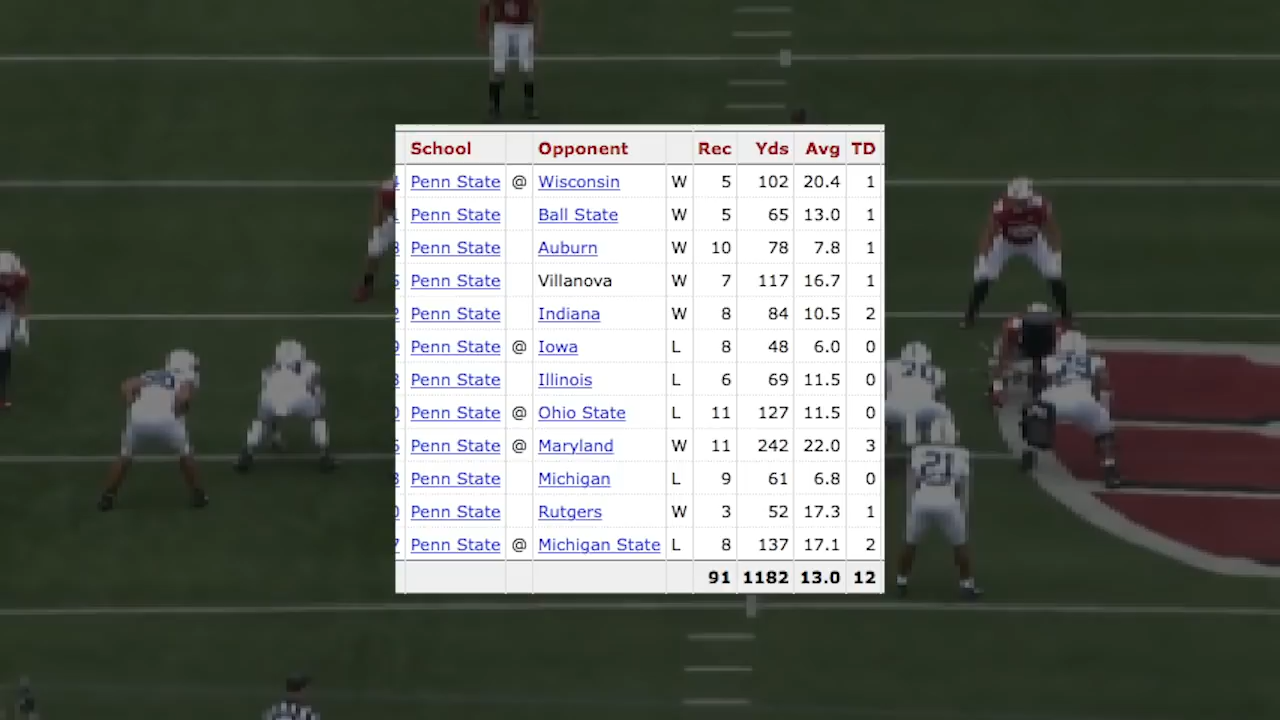 School Opponent Rec Yds Avg TD
Penn State @ Wisconsin W 5 102 20.4 1
Penn State Ball State W 5 65 13.0 1
Penn State Auburn W 10 78 7.8 1
Penn State Villanova W 7 117 16.7 1
Penn State Indiana W 8 84 10.5 2
Penn State @ Iowa L 8 48 6.0 0
Penn State Illinois L 6 69 11.5 0
Penn State @ Ohio State L 11 127 11.5 0
Penn State @ Maryland W 11 242 22.0 3
Penn State Michigan L 9 61 6.8 0
Penn State Rutgers W 3 52 17.3 1
Penn State @ Michigan State L 8 137 17.1 2
91 1182 13.0 12
21